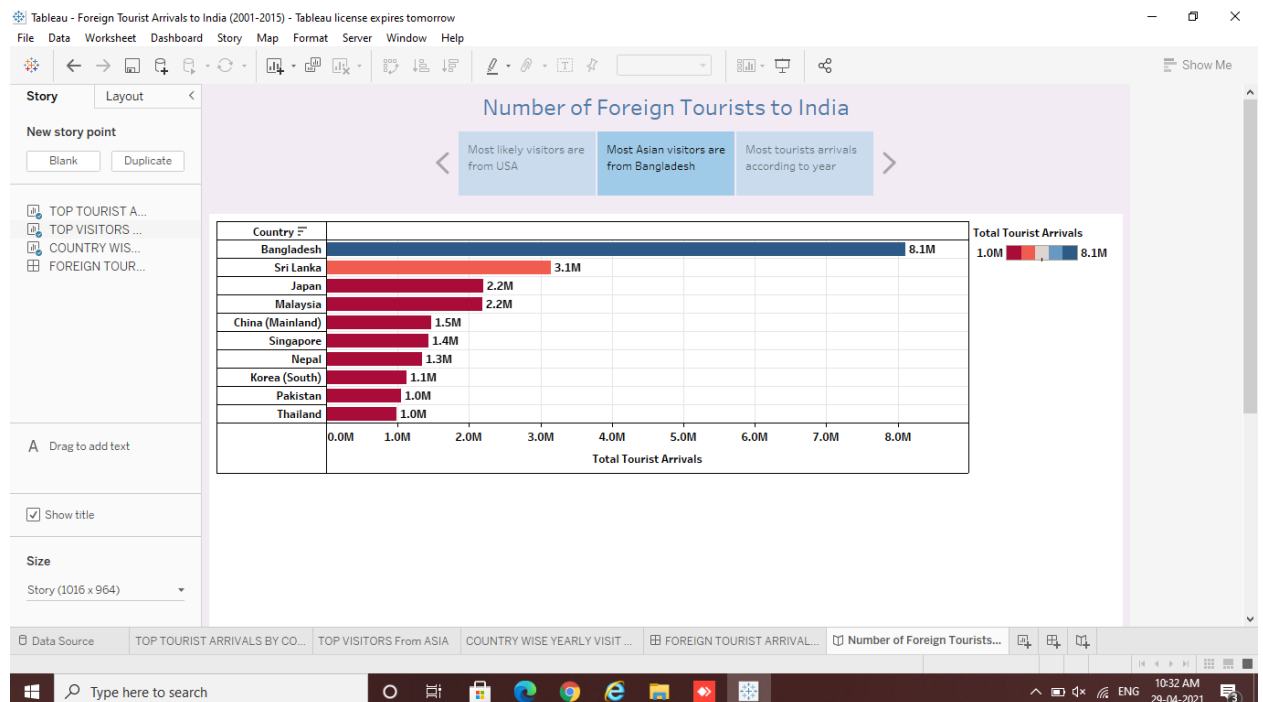 Tableau - Foreign Tourist Arrivals to India (2001-2015) - Tableau license expires tomorrow
File Data Worksheet Dashboard Story Map Format Server Window Help
Show Me
Story Layout
New story point
Blank Duplicate
TOP TOURIST A...
TOP VISITORS ...
COUNTRY WIS...
FOREIGN TOUR...
A Drag to add text
Show title
Size
Story (1016 x 964)
Number of Foreign Tourists to India
Most likely visitors are
from USA
Most Asian visitors are
from Bangladesh
Most tourists arrivals
according to year
Country
Bangladesh 8.1M
Sri Lanka 3.1M
Japan 2.2M
Malaysia 2.2M
China (Mainland) 1.5M
Singapore 1.4M
Nepal 1.3M
Korea (South) 1.1M
Pakistan 1.0M
Thailand 1.0M
0.0M 1.0M 2.0M 3.0M 4.0M 5.0M 6.0M 7.0M 8.0M
Total Tourist Arrivals
Total Tourist Arrivals
1.0M 8.1M
Data Source TOP TOURIST ARRIVALS BY CO... TOP VISITORS From ASIA COUNTRY WISE YEARLY VISIT ... FOREIGN TOURIST ARRIVAL... Number of Foreign Tourists...
Type here to search
ENG
10:32 AM
29-04-2021
3